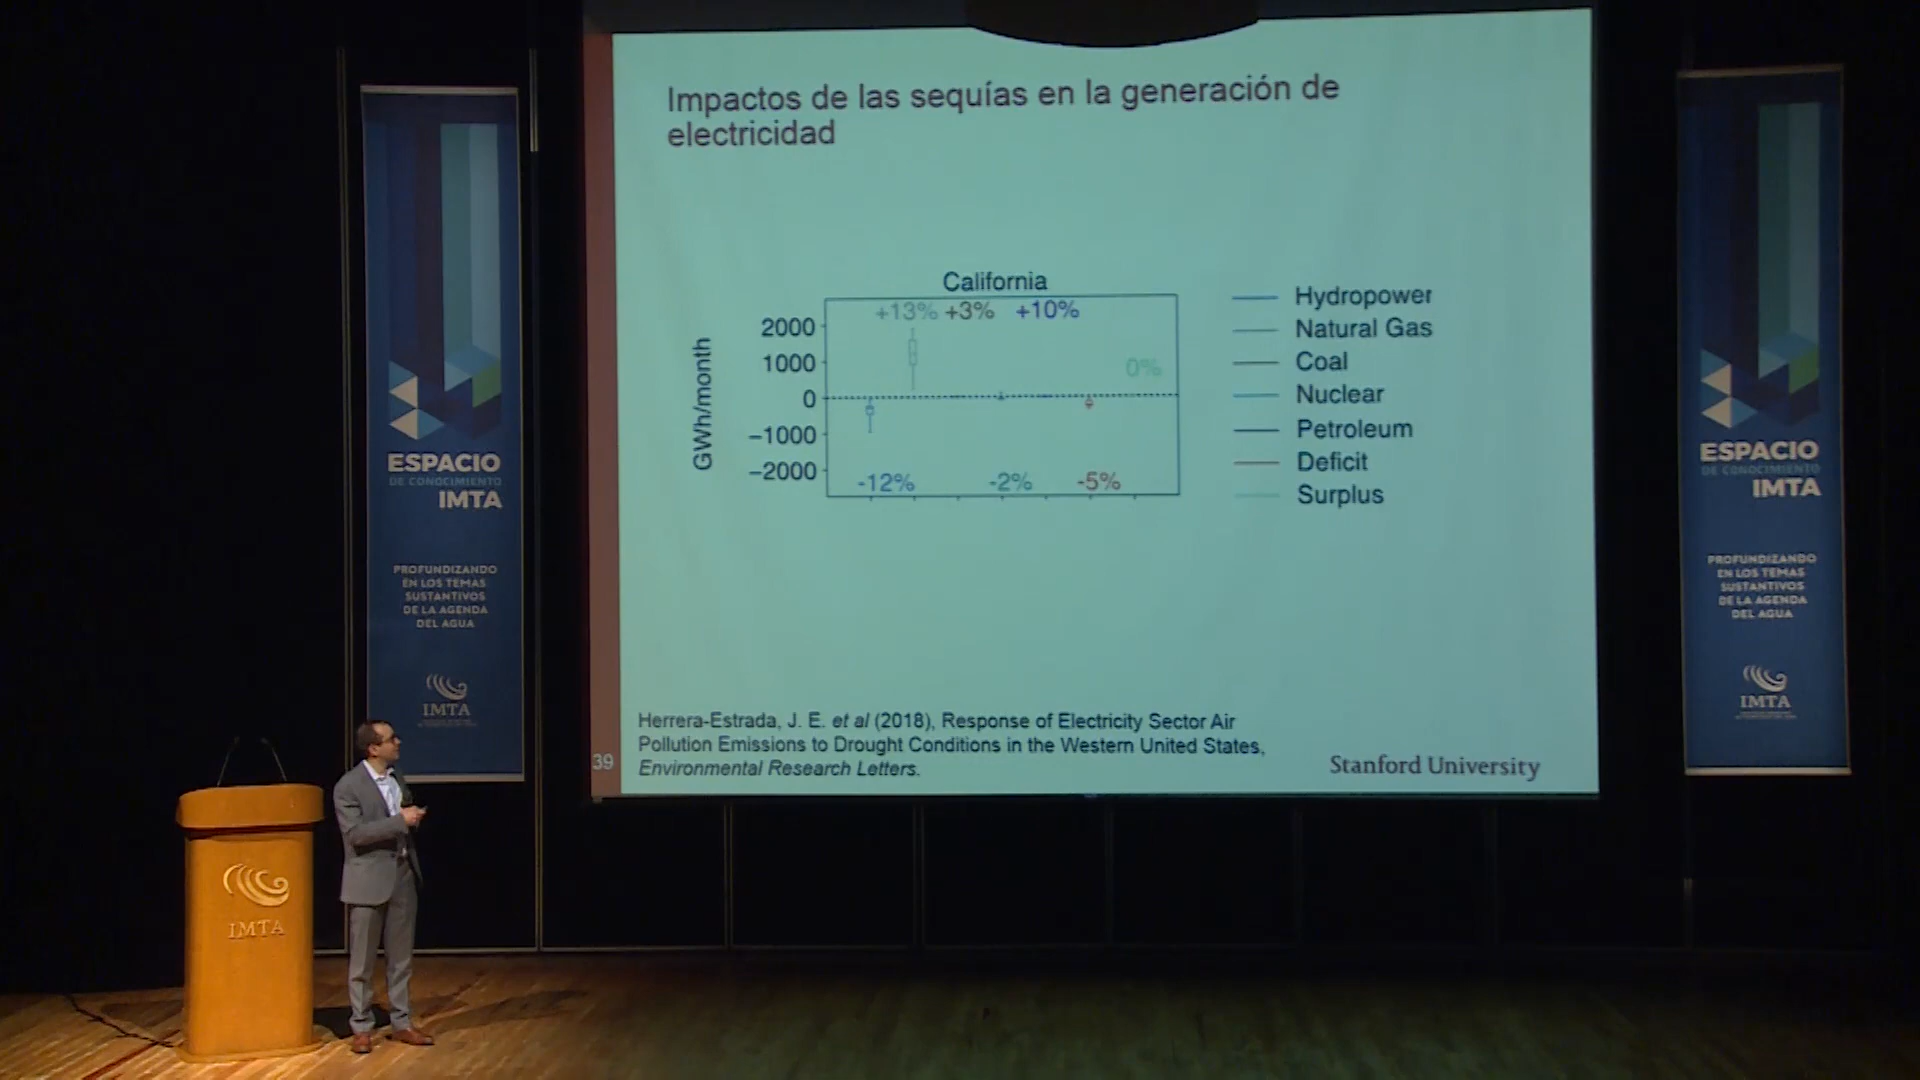 Impactos de las sequías en la generación de
electricidad
California
+13% +3% +10%
0%
-12% -2% -5%
2000
1000
0
−1000
−2000
GWh/month
Hydropower
Natural Gas
Coal
Nuclear
Petroleum
Deficit
Surplus
Herrera-Estrada, J. E. et al (2018), Response of Electricity Sector Air
Pollution Emissions to Drought Conditions in the Western United States,
Environmental Research Letters.
39
Stanford University
ESPACIO
DE CONOCIMIENTO
IMTA
PROFUNDIZANDO
EN LOS TEMAS
SUSTANTIVOS
DE LA AGENDA
DEL AGUA
IMTA
ESPACIO
DE CONOCIMIENTO
IMTA
PROFUNDIZANDO
EN LOS TEMAS
SUSTANTIVOS
DE LA AGENDA
DEL AGUA
IMTA
IMTA